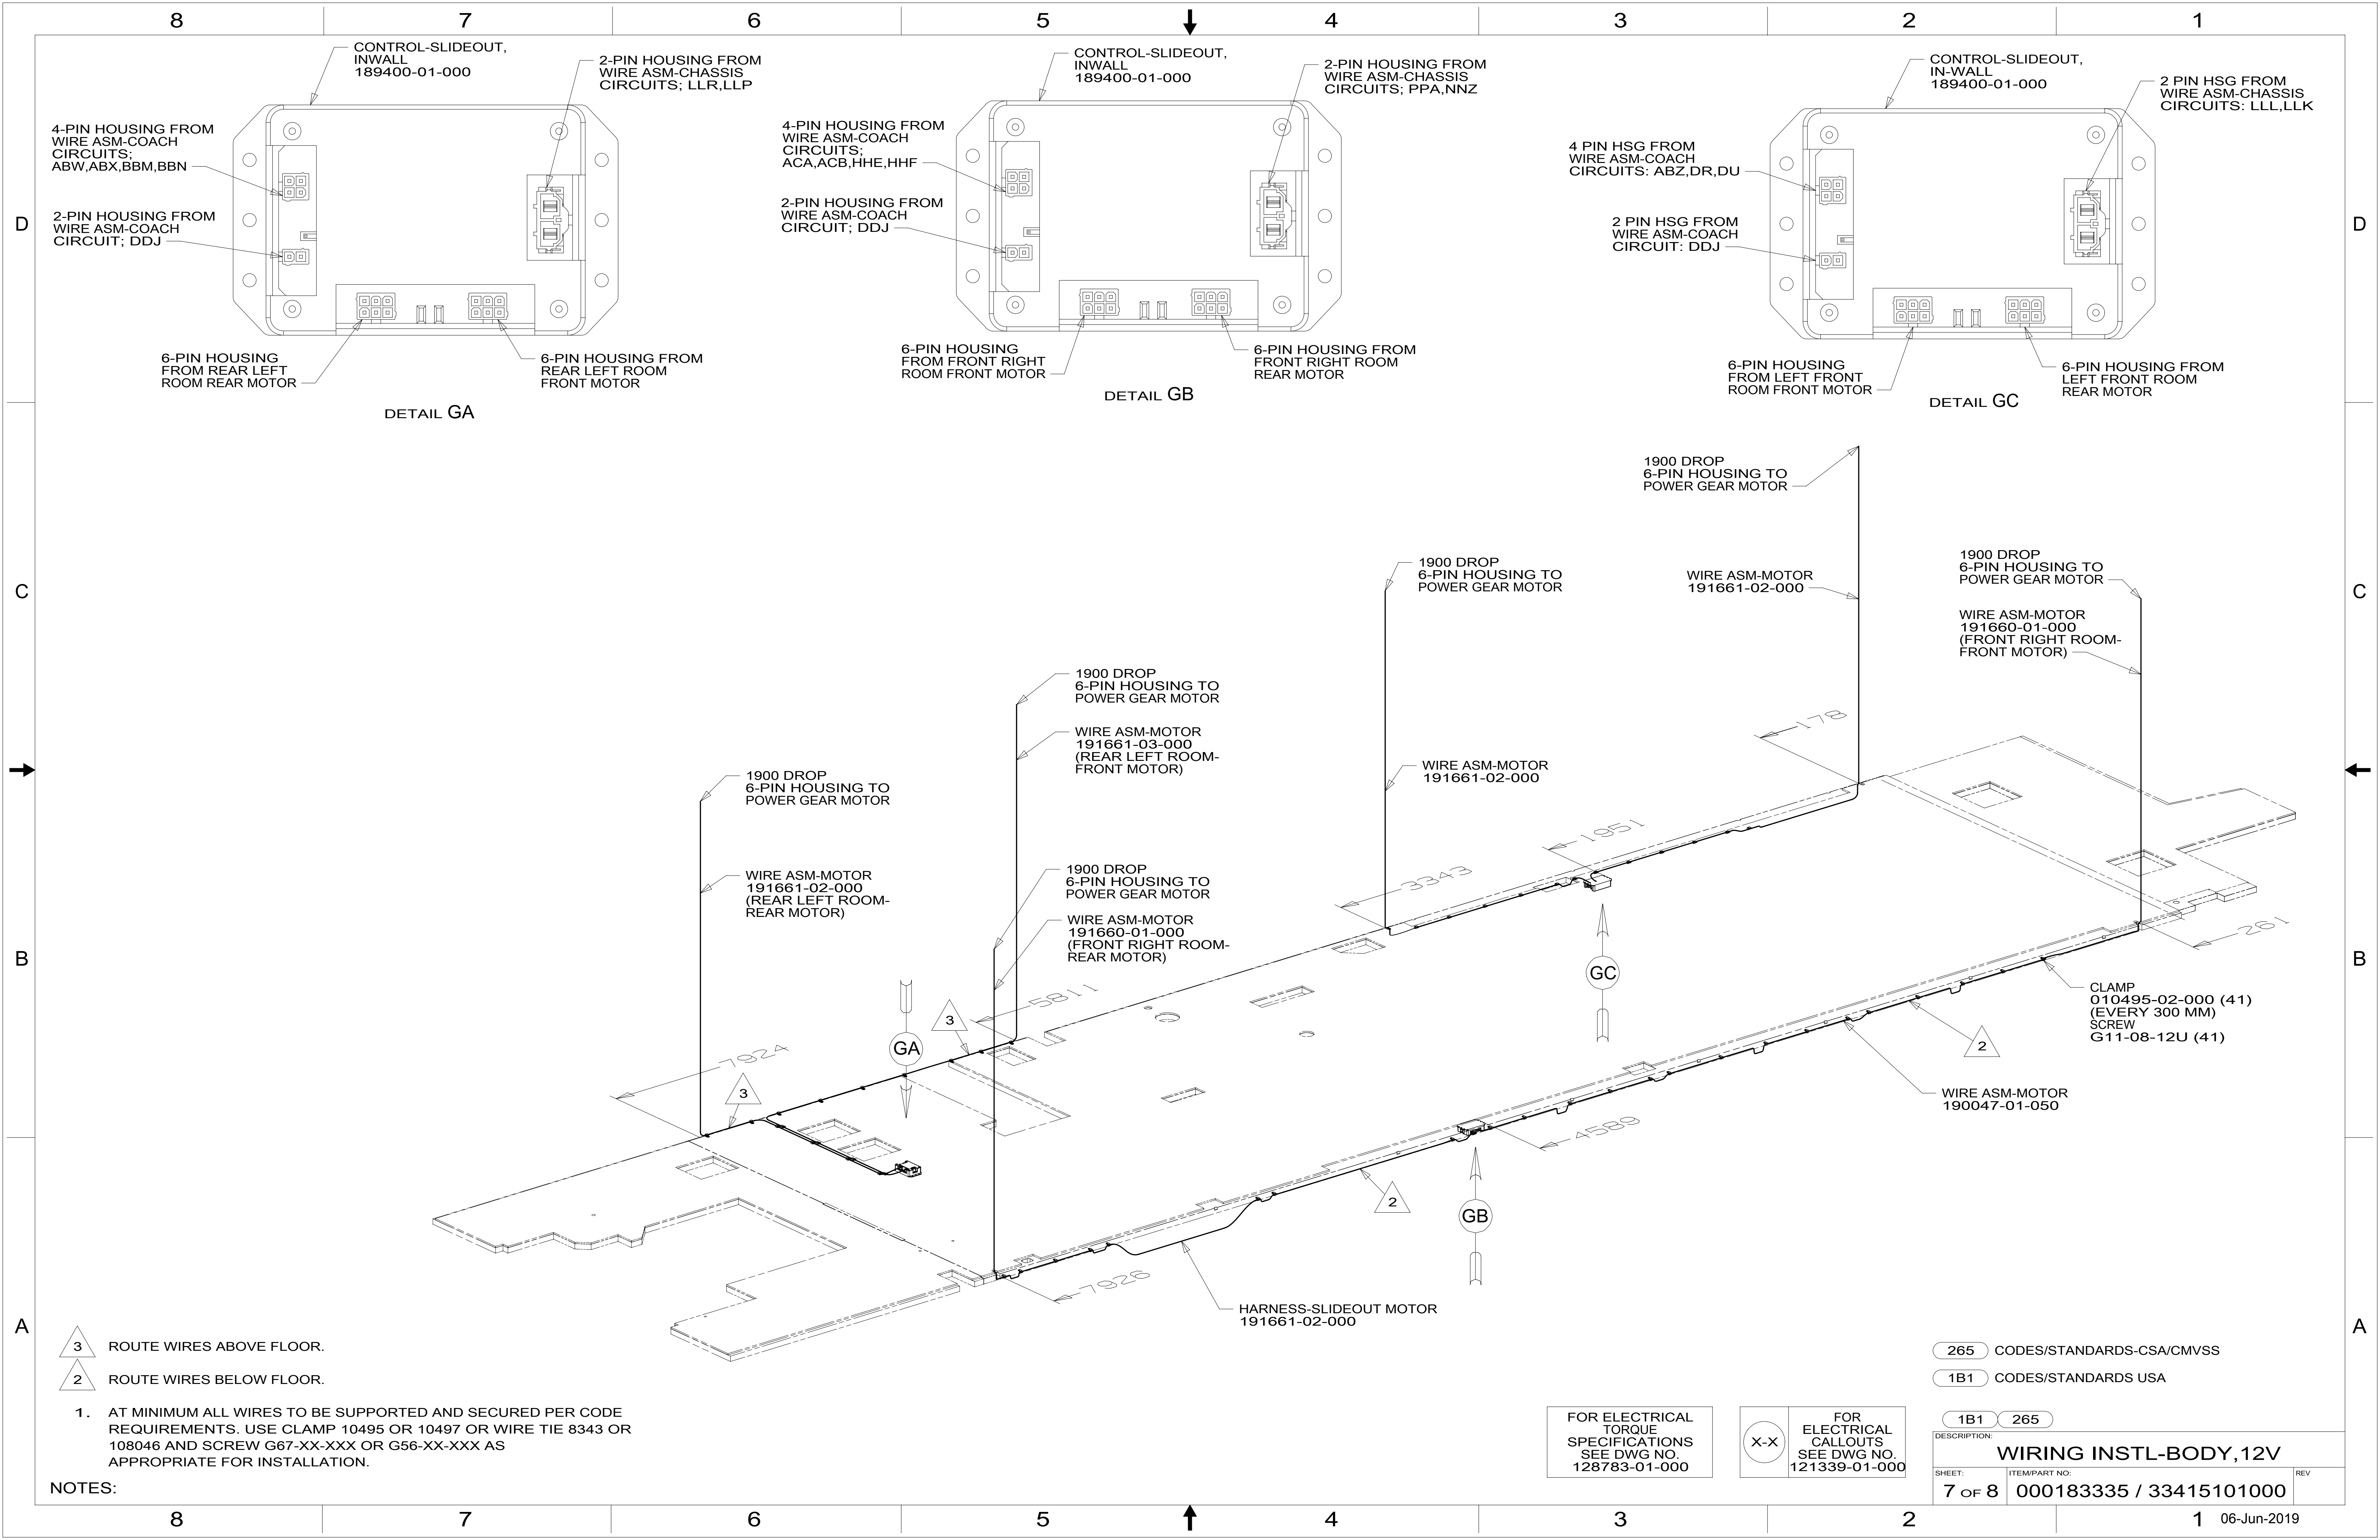 8 7 6 5 4 3 2 1
CONTROL-SLIDEOUT,
INWALL
189400-01-000
2-PIN HOUSING FROM
WIRE ASM-CHASSIS
CIRCUITS; LLR,LLP
4-PIN HOUSING FROM
WIRE ASM-COACH
CIRCUITS;
ABW,ABX,BBM,BBN
2-PIN HOUSING FROM
WIRE ASM-COACH
CIRCUIT; DDJ
6-PIN HOUSING
FROM REAR LEFT
ROOM REAR MOTOR
6-PIN HOUSING FROM
REAR LEFT ROOM
FRONT MOTOR
DETAIL GA
CONTROL-SLIDEOUT,
INWALL
189400-01-000
2-PIN HOUSING FROM
WIRE ASM-CHASSIS
CIRCUITS; PPA,NNZ
4-PIN HOUSING FROM
WIRE ASM-COACH
CIRCUITS;
ACA,ACB,HHE,HHF
2-PIN HOUSING FROM
WIRE ASM-COACH
CIRCUIT; DDJ
6-PIN HOUSING
FROM FRONT RIGHT
ROOM FRONT MOTOR
6-PIN HOUSING FROM
FRONT RIGHT ROOM
REAR MOTOR
DETAIL GB
CONTROL-SLIDEOUT,
IN-WALL
189400-01-000
2 PIN HSG FROM
WIRE ASM-CHASSIS
CIRCUITS: LLL,LLK
4 PIN HSG FROM
WIRE ASM-COACH
CIRCUITS: ABZ,DR,DU
2 PIN HSG FROM
WIRE ASM-COACH
CIRCUIT: DDJ
6-PIN HOUSING
FROM LEFT FRONT
ROOM FRONT MOTOR
6-PIN HOUSING FROM
LEFT FRONT ROOM
REAR MOTOR
DETAIL GC
D
D
1900 DROP
6-PIN HOUSING TO
POWER GEAR MOTOR
1900 DROP
6-PIN HOUSING TO
POWER GEAR MOTOR
WIRE ASM-MOTOR
191661-02-000
1900 DROP
6-PIN HOUSING TO
POWER GEAR MOTOR
WIRE ASM-MOTOR
191660-01-000
(FRONT RIGHT ROOM-
FRONT MOTOR)
C
C
1900 DROP
6-PIN HOUSING TO
POWER GEAR MOTOR
WIRE ASM-MOTOR
191661-03-000
(REAR LEFT ROOM-
FRONT MOTOR)
WIRE ASM-MOTOR
191661-02-000
178
1951
3343
1900 DROP
6-PIN HOUSING TO
POWER GEAR MOTOR
WIRE ASM-MOTOR
191661-02-000
(REAR LEFT ROOM-
REAR MOTOR)
1900 DROP
6-PIN HOUSING TO
POWER GEAR MOTOR
WIRE ASM-MOTOR
191660-01-000
(FRONT RIGHT ROOM-
REAR MOTOR)
261
B
B
GC
5811
3
GA
7924
3
CLAMP
010495-02-000 (41)
(EVERY 300 MM)
SCREW
G11-08-12U (41)
2
WIRE ASM-MOTOR
190047-01-050
4589
2
GB
7926
HARNESS-SLIDEOUT MOTOR
191661-02-000
A
A
3 ROUTE WIRES ABOVE FLOOR.
2 ROUTE WIRES BELOW FLOOR.
1. AT MINIMUM ALL WIRES TO BE SUPPORTED AND SECURED PER CODE
REQUIREMENTS. USE CLAMP 10495 OR 10497 OR WIRE TIE 8343 OR
108046 AND SCREW G67-XX-XXX OR G56-XX-XXX AS
APPROPRIATE FOR INSTALLATION.
NOTES:
FOR ELECTRICAL
TORQUE
SPECIFICATIONS
SEE DWG NO.
128783-01-000
X-X
FOR
ELECTRICAL
CALLOUTS
SEE DWG NO.
121339-01-000
265 CODES/STANDARDS-CSA/CMVSS
1B1 CODES/STANDARDS USA
1B1 265
DESCRIPTION:
WIRING INSTL-BODY,12V
SHEET:
7 OF 8
ITEM/PART NO:
000183335 / 33415101000
REV
8 7 6 5 4 3 2 1
06-Jun-2019